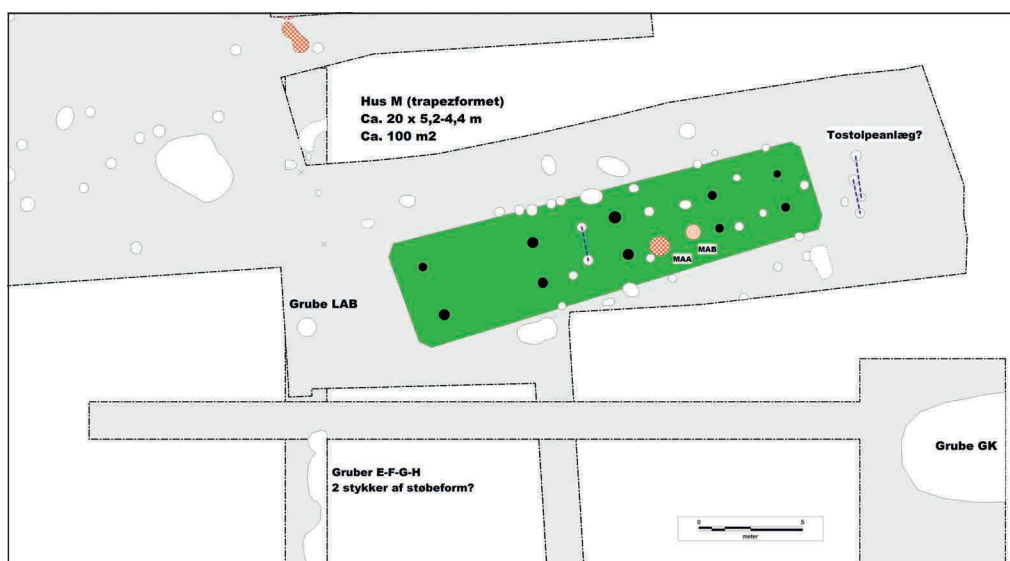 Hus M (trapezformet)
Ca. 20 x 5,2-4,4 m
Ca. 100 m2
Tostolpeanlæg?
MAB
MAA
Grube LAB
Grube GK
Gruber E-F-G-H
2 stykker af støbeform?
0 5
meter